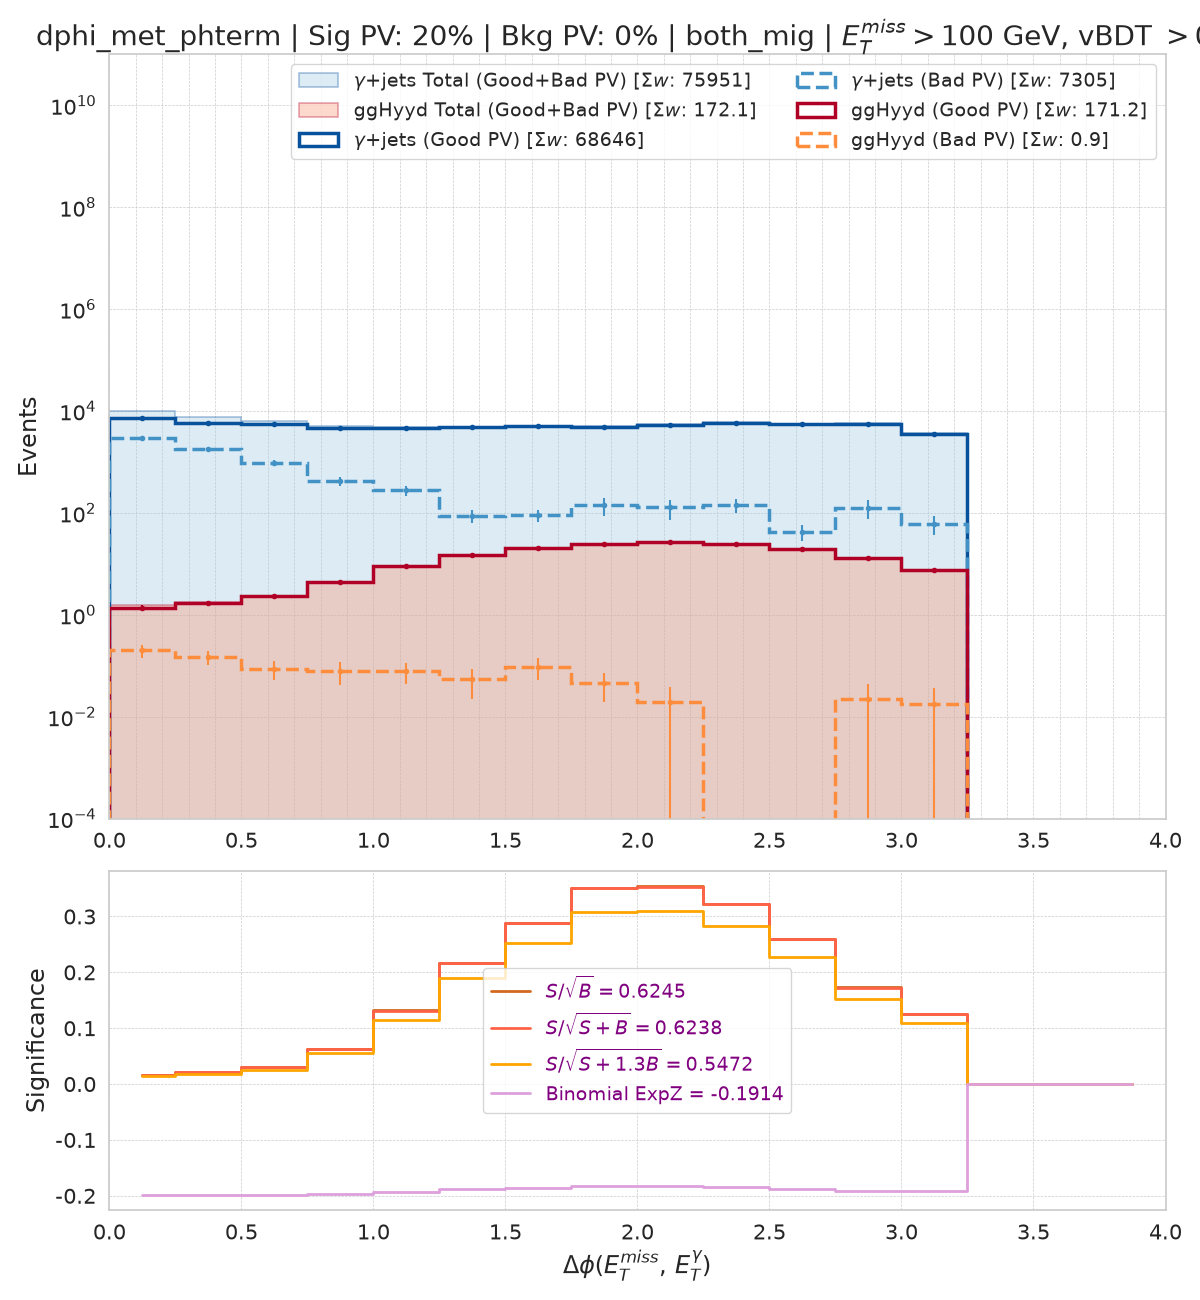 dphi_met_phterm | Sig PV: 20% | Bkg PV: 0% | both_mig | $E_T^{miss} > 100$ GeV, vBDT > 0
γ+jets Total (Good+Bad PV) [Σw: 75951]
ggHyyd Total (Good+Bad PV) [Σw: 172.1]
γ+jets (Good PV) [Σw: 68646]
γ+jets (Bad PV) [Σw: 7305]
ggHyyd (Good PV) [Σw: 171.2]
ggHyyd (Bad PV) [Σw: 0.9]
Events
$10^{10}$
$10^{8}$
$10^{6}$
$10^{4}$
$10^{2}$
$10^{0}$
$10^{-2}$
$10^{-4}$
0.0 0.5 1.0 1.5 2.0 2.5 3.0 3.5 4.0
Significance
0.3
0.2
0.1
0.0
-0.1
-0.2
$S/\sqrt{B} = 0.6245$
$S/\sqrt{S + B} = 0.6238$
$S/\sqrt{S + 1.3B} = 0.5472$
Binomial ExpZ = -0.1914
0.0 0.5 1.0 1.5 2.0 2.5 3.0 3.5 4.0
$\Delta\phi(E_T^{miss}, E_T^{\gamma})$